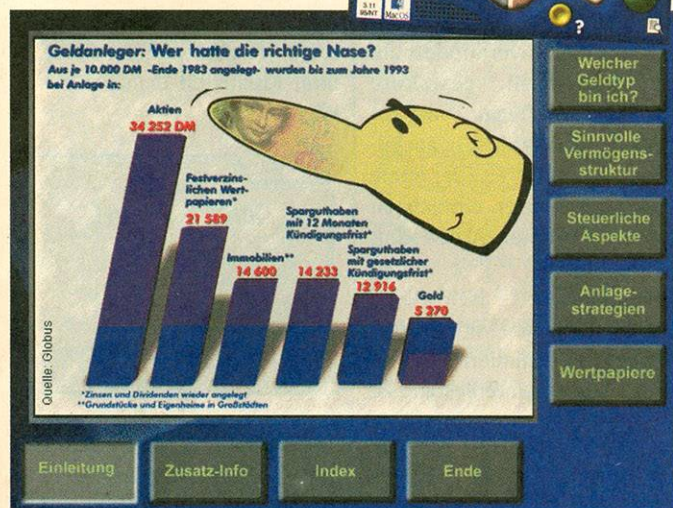 3.11
95/NT
MacOS
?
Geldanleger: Wer hatte die richtige Nase?
Aus je 10.000 DM -Ende 1983 angelegt- wurden bis zum Jahre 1993
bei Anlage in:
Aktien
34 252 DM
Festverzins-
lichen Wert-
papieren*
21 589
Immobilien**
14 600
Sparguthaben
mit 12 Monaten
Kündigungsfrist*
14 233
Sparguthaben
mit gesetzlicher
Kündigungsfrist*
12 916
Gold
5 270
*Zinsen und Dividenden wieder angelegt
**Grundstücke und Eigenheime in Großstädten
Quelle: Globus
Welcher
Geldtyp
bin ich?
Sinnvolle
Vermögens-
struktur
Steuerliche
Aspekte
Anlage-
strategien
Wertpapiere
Einleitung
Zusatz-Info
Index
Ende